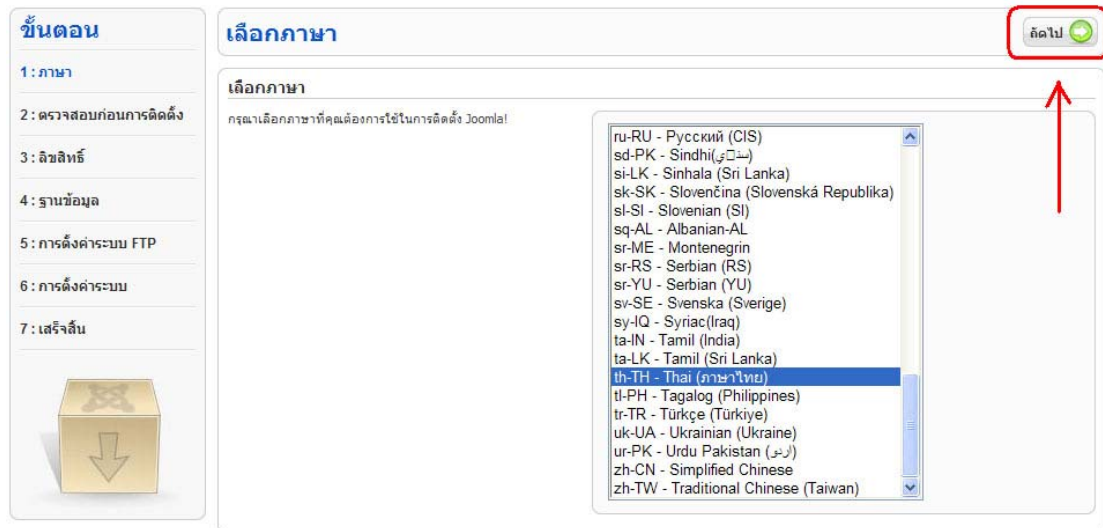 ขั้นตอน
1 : ภาษา
2 : ตรวจสอบก่อนการติดตั้ง
3 : ลิขสิทธิ์
4 : ฐานข้อมูล
5 : การตั้งค่าระบบ FTP
6 : การตั้งค่าระบบ
7 : เสร็จสิ้น
เลือกภาษา
ถัดไป
เลือกภาษา
กรุณาเลือกภาษาที่คุณต้องการใช้ในการติดตั้ง Joomla!
ru-RU - Русский (CIS)
sd-PK - Sindhi
si-LK - Sinhala (Sri Lanka)
sk-SK - Slovenčina (Slovenská Republika)
sl-SI - Slovenian (SI)
sq-AL - Albanian-AL
sr-ME - Montenegrin
sr-RS - Serbian (RS)
sr-YU - Serbian (YU)
sv-SE - Svenska (Sverige)
sy-IQ - Syriac(Iraq)
ta-IN - Tamil (India)
ta-LK - Tamil (Sri Lanka)
th-TH - Thai (ภาษาไทย)
tl-PH - Tagalog (Philippines)
tr-TR - Türkçe (Türkiye)
uk-UA - Ukrainian (Ukraine)
ur-PK - Urdu Pakistan (اردو)
zh-CN - Simplified Chinese
zh-TW - Traditional Chinese (Taiwan)